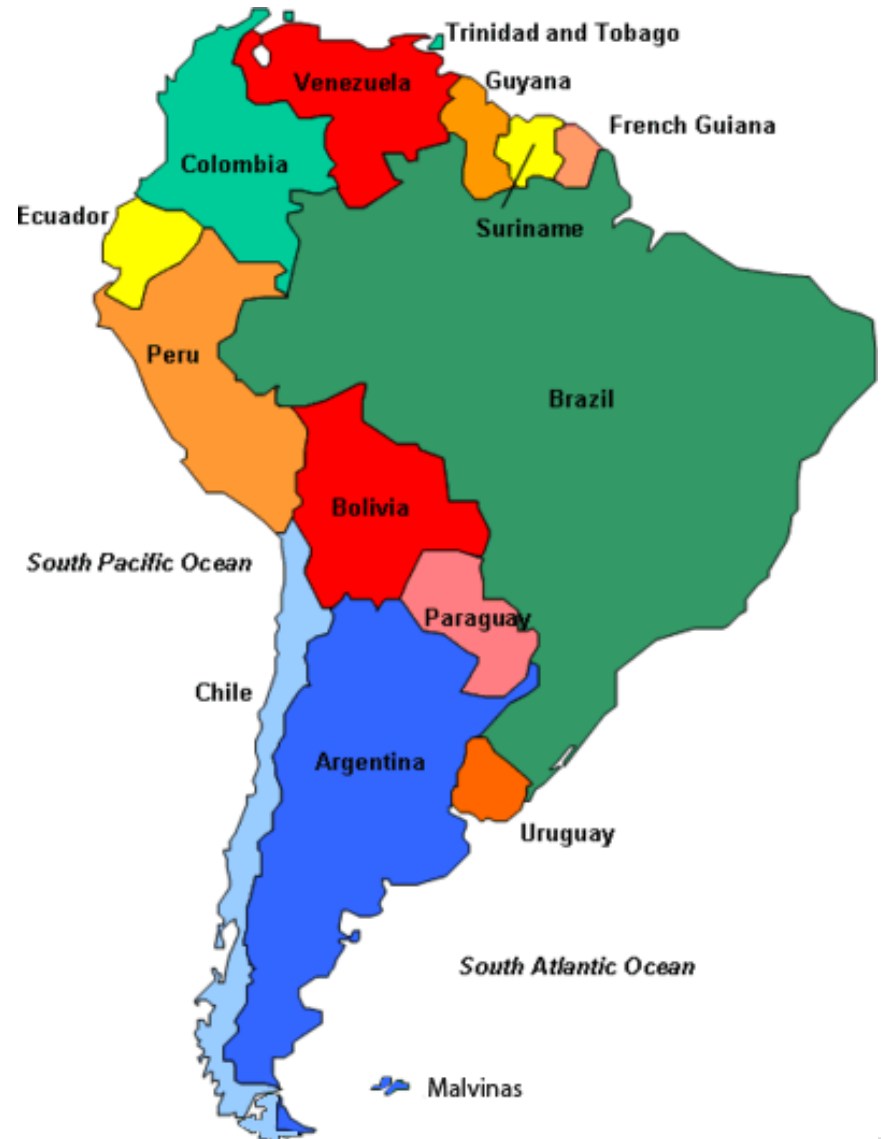 Trinidad and Tobago
Venezuela
Guyana
French Guiana
Colombia
Ecuador
Suriname
Peru
Brazil
Bolivia
South Pacific Ocean
Paraguay
Chile
Argentina
Uruguay
South Atlantic Ocean
Malvinas